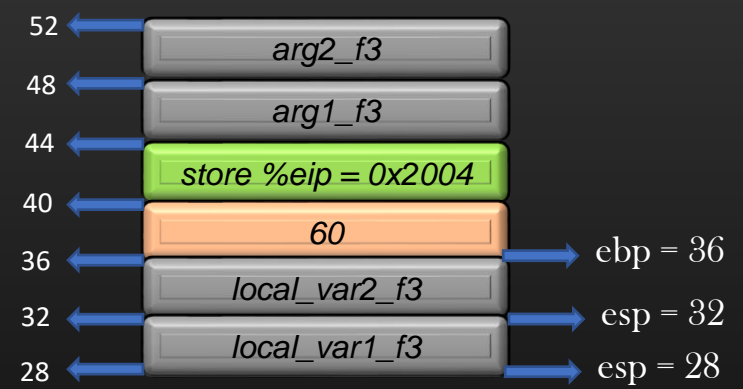 52
arg2_f3
48
arg1_f3
44
store %eip = 0x2004
40
60
ebp = 36
36
local_var2_f3
32
esp = 32
local_var1_f3
28
esp = 28